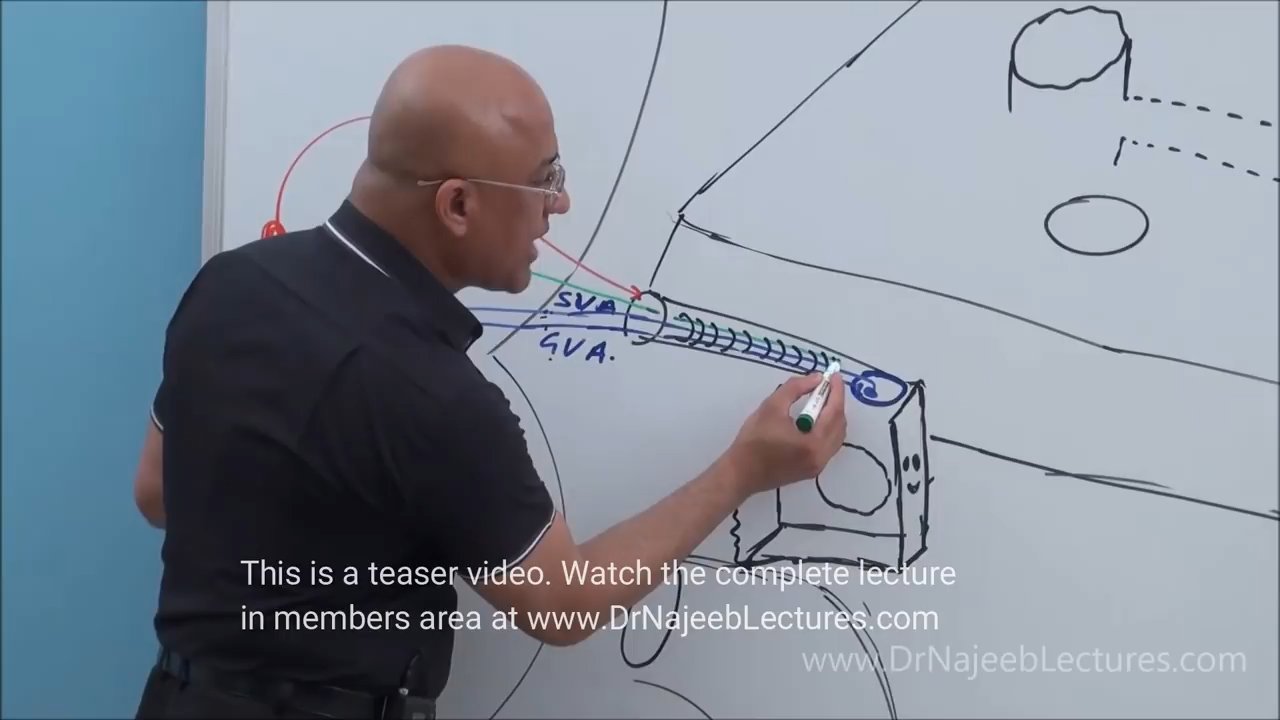 SVA
GVA.
This is a teaser video. Watch the complete lecture
in members area at www.DrNajeebLectures.com
www.DrNajeebLectures.com